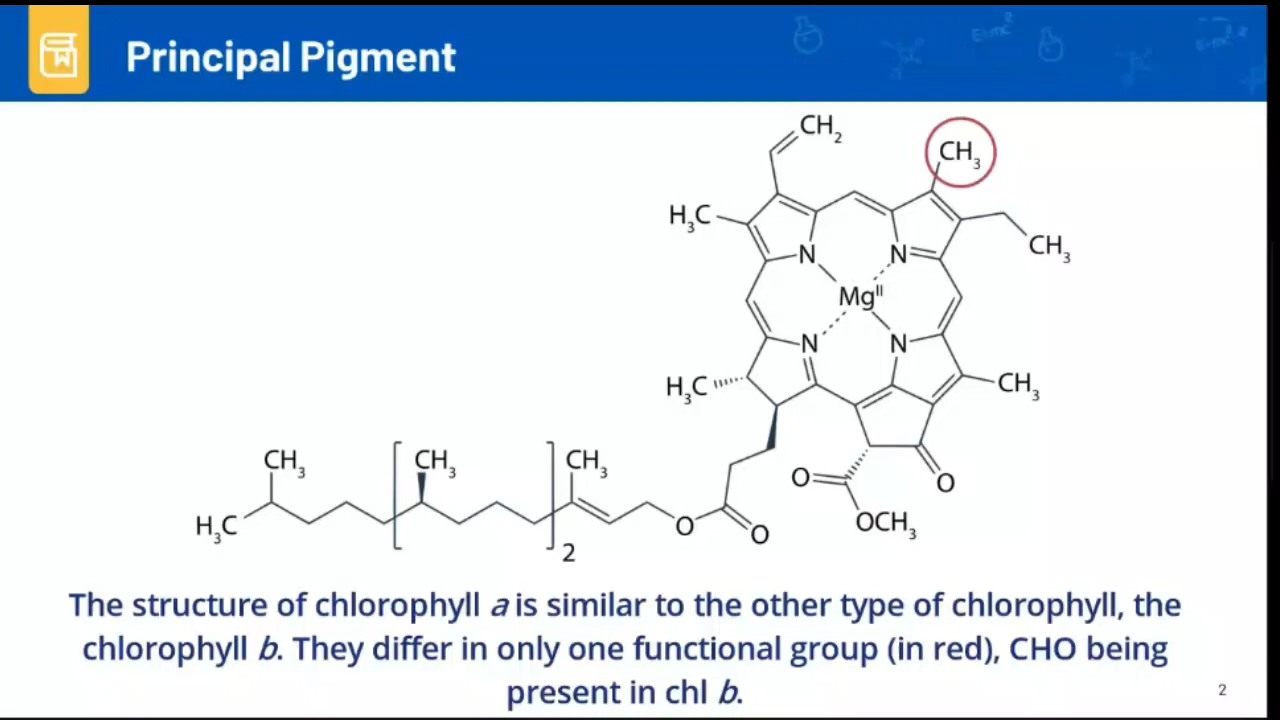 Principal Pigment
CH₂
CH₃
H₃C
CH₃
N
N
Mgᴵᴵ
N
N
H₃C
CH₃
CH₃
CH₃
CH₃
O
O
H₃C
O
O
OCH₃
2
The structure of chlorophyll a is similar to the other type of chlorophyll, the
chlorophyll b. They differ in only one functional group (in red), CHO being
present in chl b.
2